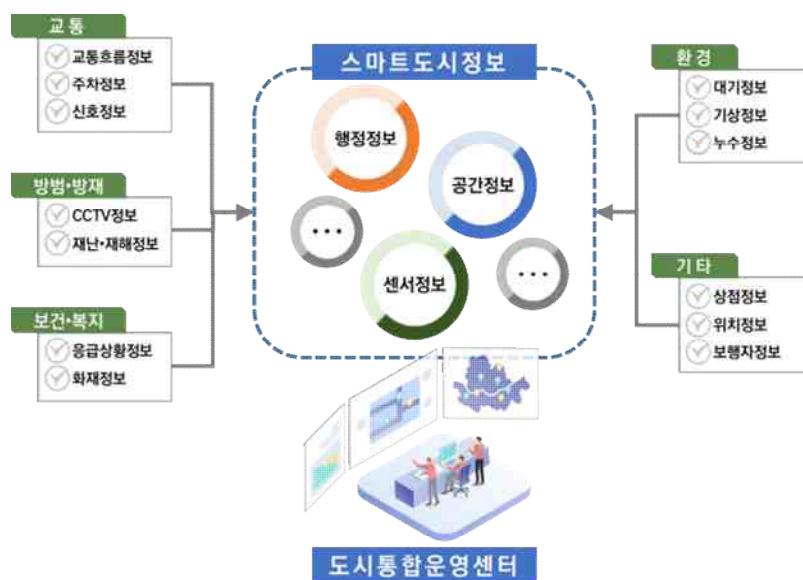 교통
교통흐름정보
주차정보
신호정보
방범•방재
CCTV정보
재난•재해정보
보건•복지
응급상황정보
화재정보
스마트도시정보
행정정보
공간정보
•••
센서정보
•••
환경
대기정보
기상정보
누수정보
기타
상점정보
위치정보
보행자정보
도시통합운영센터